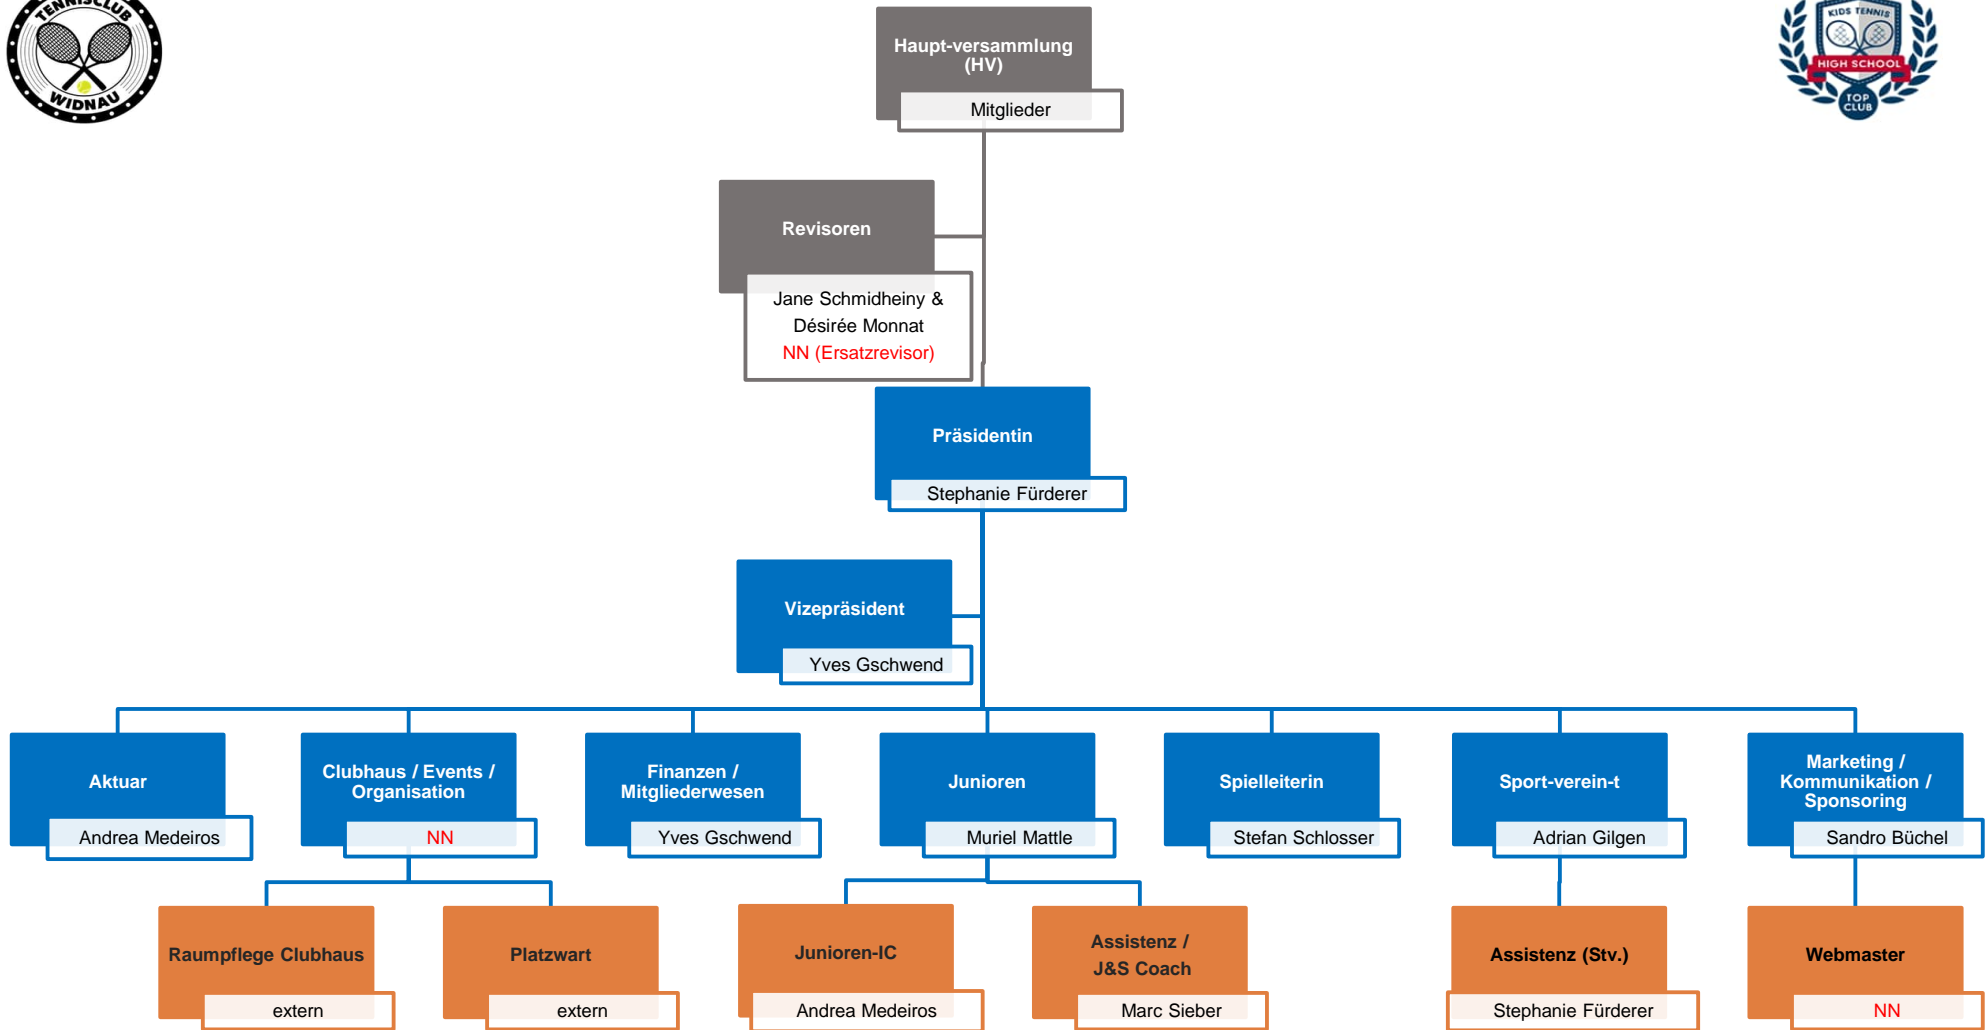 TENNISCLUB
WIDNAU
KIDS TENNIS
HIGH SCHOOL
TOP
CLUB
Haupt-versammlung
(HV)
Mitglieder
Revisoren
Jane Schmidheiny &
Désirée Monnat
NN (Ersatzrevisor)
Präsidentin
Stephanie Fürderer
Vizepräsident
Yves Gschwend
Aktuar
Andrea Medeiros
Clubhaus / Events /
Organisation
NN
Finanzen /
Mitgliederwesen
Yves Gschwend
Junioren
Muriel Mattle
Spielleiterin
Stefan Schlosser
Sport-verein-t
Adrian Gilgen
Marketing /
Kommunikation /
Sponsoring
Sandro Büchel
Raumpflege Clubhaus
extern
Platzwart
extern
Junioren-IC
Andrea Medeiros
Assistenz /
J&S Coach
Marc Sieber
Assistenz (Stv.)
Stephanie Fürderer
Webmaster
NN